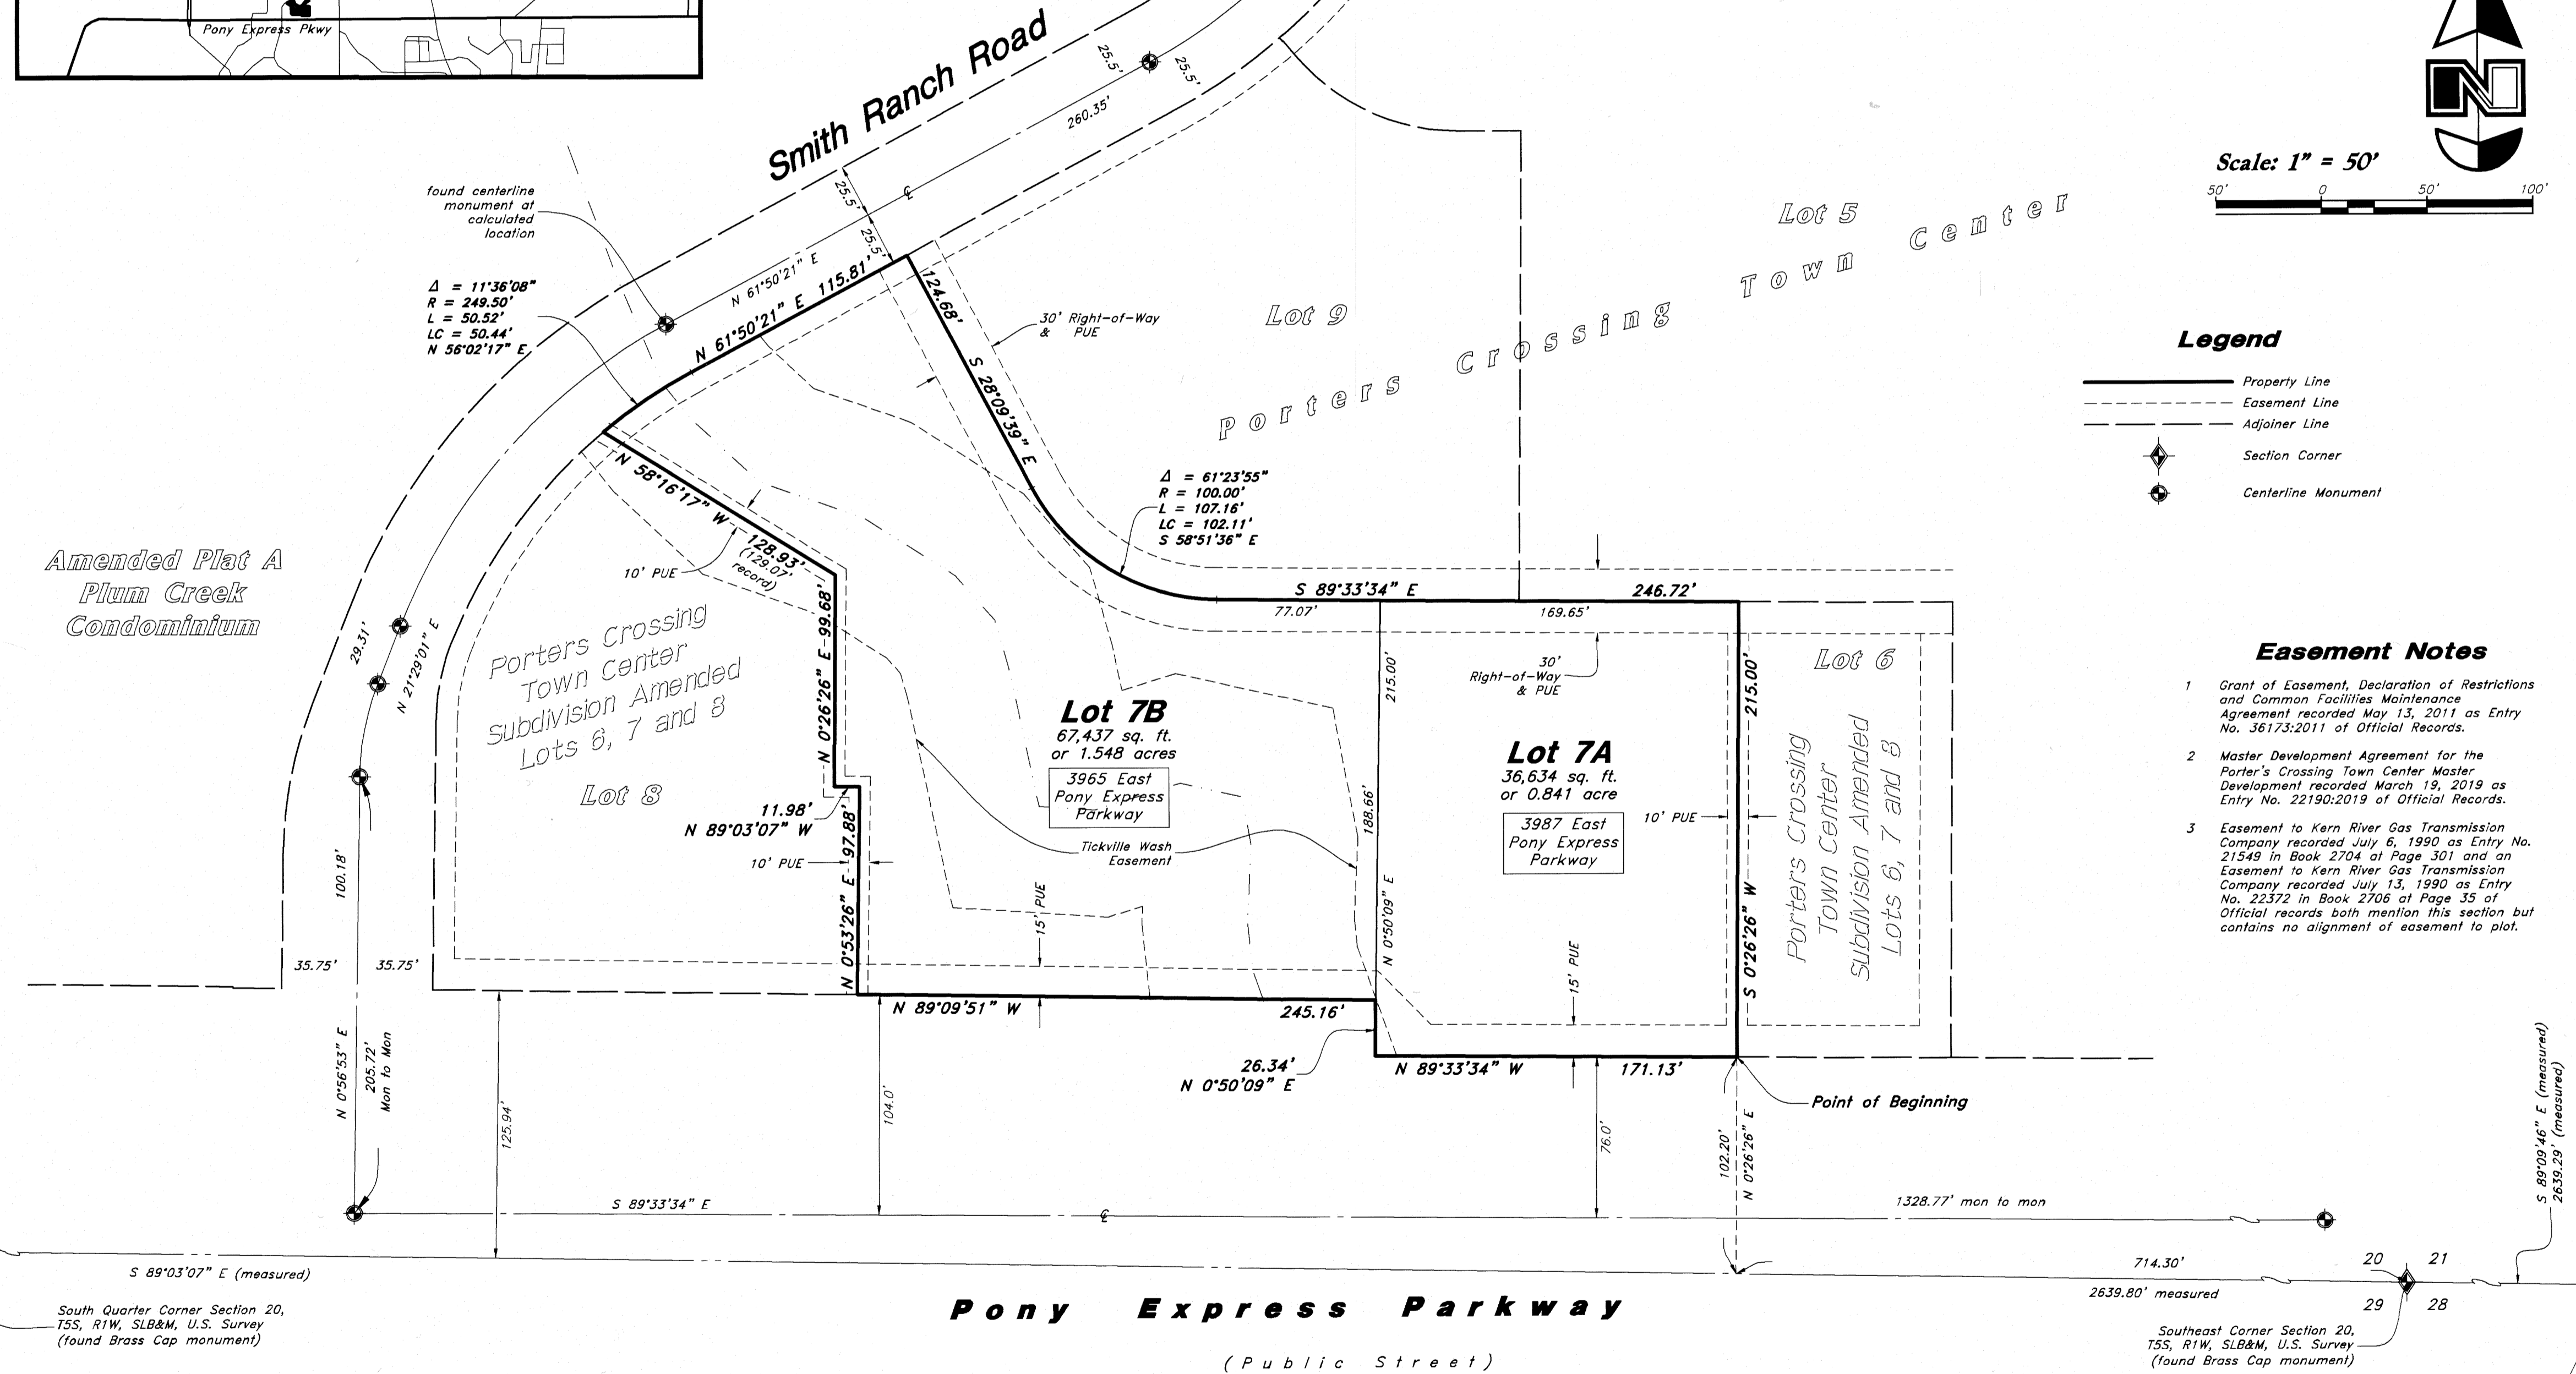 Pony Express Pkwy
Smith Ranch Road
25.5'
25.5'
260.35'
25.5'
25.5'
℄
found centerline
monument at
calculated
location
N 61°50'21" E
N 61°50'21" E 115.81'
Δ = 11°36'08"
R = 249.50'
L = 50.52'
LC = 50.44'
N 56°02'17" E
124.68'
S 28°09'39" E
30' Right-of-Way
& PUE
Lot 9
Lot 5
Porters Crossing Town Center
Scale: 1" = 50'
50' 0 50' 100'
N
Legend
Property Line
Easement Line
Adjoiner Line
Section Corner
Centerline Monument
Δ = 61°23'55"
R = 100.00'
L = 107.16'
LC = 102.11'
S 58°51'36" E
N 58°16'17" W
128.93'
(129.07'
record)
10' PUE
Amended Plat A
Plum Creek
Condominium
29.31'
N 21°29'01" E
Porters Crossing
Town Center
Subdivision Amended
Lots 6, 7 and 8
Lot 8
N 0°26'26" E 99.68'
11.98'
N 89°03'07" W
10' PUE
N 0°53'26" E 97.88'
S 89°33'34" E
246.72'
77.07'
169.65'
Lot 7B
67,437 sq. ft.
or 1.548 acres
3965 East
Pony Express
Parkway
Tickville Wash
Easement
215.00'
188.66'
N 0°50'09" E
30'
Right-of-Way
& PUE
Lot 7A
36,634 sq. ft.
or 0.841 acre
3987 East
Pony Express
Parkway
10' PUE
215.00'
S 0°26'26" W
Lot 6
Porters Crossing
Town Center
Subdivision Amended
Lots 6, 7 and 8
Easement Notes
1 Grant of Easement, Declaration of Restrictions
and Common Facilities Maintenance
Agreement recorded May 13, 2011 as Entry
No. 36173:2011 of Official Records.
2 Master Development Agreement for the
Porter's Crossing Town Center Master
Development recorded March 19, 2019 as
Entry No. 22190:2019 of Official Records.
3 Easement to Kern River Gas Transmission
Company recorded July 6, 1990 as Entry No.
21549 in Book 2704 at Page 301 and an
Easement to Kern River Gas Transmission
Company recorded July 13, 1990 as Entry
No. 22372 in Book 2706 at Page 35 of
Official records both mention this section but
contains no alignment of easement to plot.
100.18'
35.75'
35.75'
15' PUE
15' PUE
N 89°09'51" W
245.16'
26.34'
N 0°50'09" E
N 89°33'34" W
171.13'
Point of Beginning
N 0°56'53" E
205.72'
Mon to Mon
125.94'
104.0'
76.0'
102.20'
N 0°26'26" E
S 89°33'34" E
℄
1328.77' mon to mon
S 89°09'46" E (measured)
2639.29' (measured)
S 89°03'07" E (measured)
714.30'
2639.80' measured
20 21
29 28
South Quarter Corner Section 20,
T5S, R1W, SLB&M, U.S. Survey
(found Brass Cap monument)
Pony Express Parkway
(Public Street)
Southeast Corner Section 20,
T5S, R1W, SLB&M, U.S. Survey
(found Brass Cap monument)